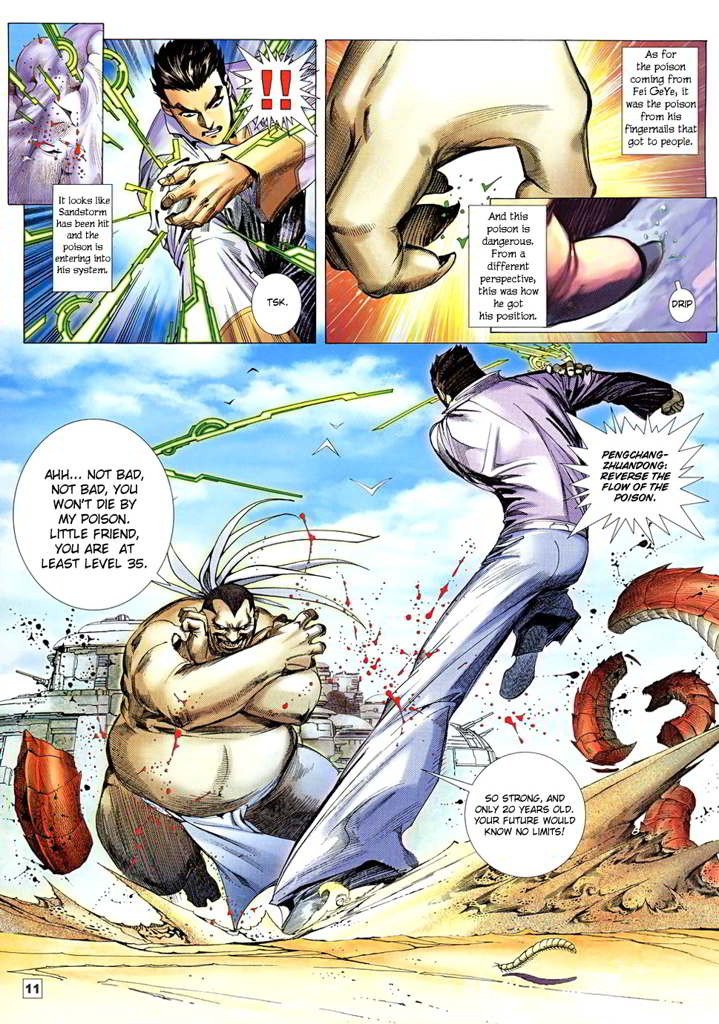 It looks like
Sandstorm
has been hit
and the
poison is
entering into
his system.
!!
TSK.
As for
the poison
coming from
Fei GeYe, it
was the poison
from his
fingernails that
got to people.
And this
poison is
dangerous.
From a
different
perspective,
this was how
he got
his position.
DRIP
AHH... NOT BAD,
NOT BAD, YOU
WON'T DIE BY
MY POISON.
LITTLE FRIEND,
YOU ARE AT
LEAST LEVEL 35.
PENGCHANG-
ZHUANDONG:
REVERSE THE
FLOW OF THE
POISON.
SO STRONG, AND
ONLY 20 YEARS OLD.
YOUR FUTURE WOULD
KNOW NO LIMITS!
11